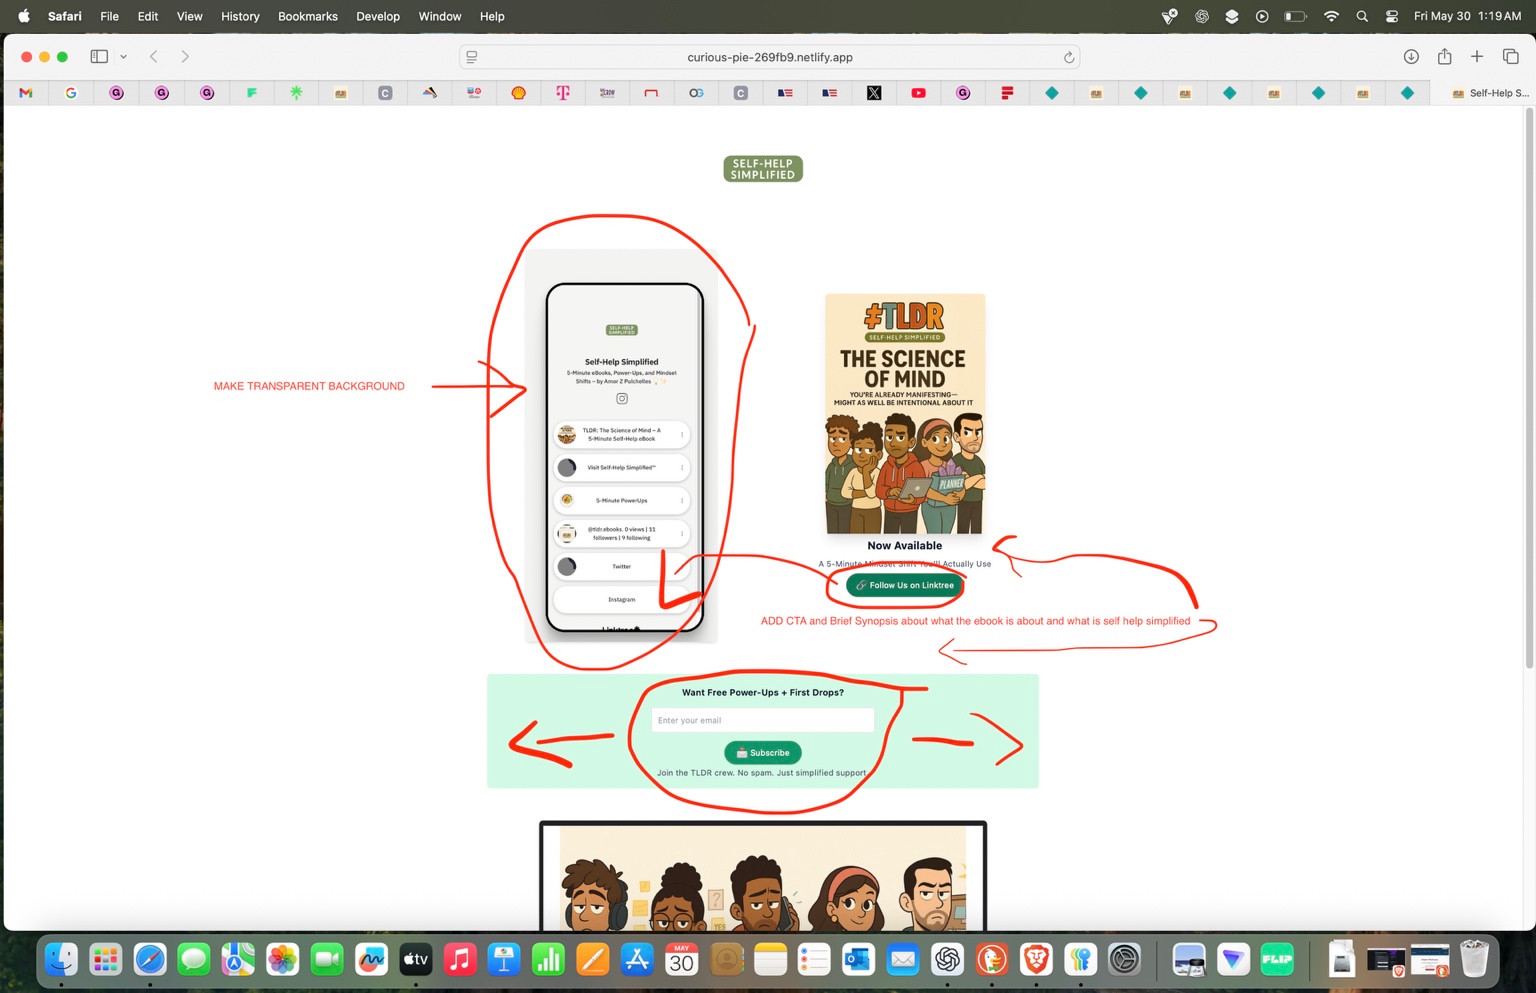 Safari File Edit View History Bookmarks Develop Window Help Fri May 30 1:19 AM
curious-pie-269fb9.netlify.app
Self-Help S...
SELF-HELP
SIMPLIFIED
MAKE TRANSPARENT BACKGROUND
SELF-HELP
SIMPLIFIED
Self-Help Simplified
5-Minute eBooks, Power-Ups, and Mindset
Shifts – by Amor Z Pulchelles
TLDR: The Science of Mind – A
5-Minute Self-Help eBook
Visit Self-Help Simplified™
5-Minute PowerUps
@tldr.ebooks. 0 views | 11
followers | 9 following
Twitter
Instagram
Linktree
#TLDR
SELF-HELP SIMPLIFIED
THE SCIENCE
OF MIND
YOU'RE ALREADY MANIFESTING—
MIGHT AS WELL BE INTENTIONAL ABOUT IT
PLANNER
Now Available
A 5-Minute Mindset Shift You'll Actually Use
Follow Us on Linktree
ADD CTA and Brief Synopsis about what the ebook is about and what is self help simplified
Want Free Power-Ups + First Drops?
Enter your email
Subscribe
Join the TLDR crew. No spam. Just simplified support.
?
YES
tv
MAY
30
FLIP